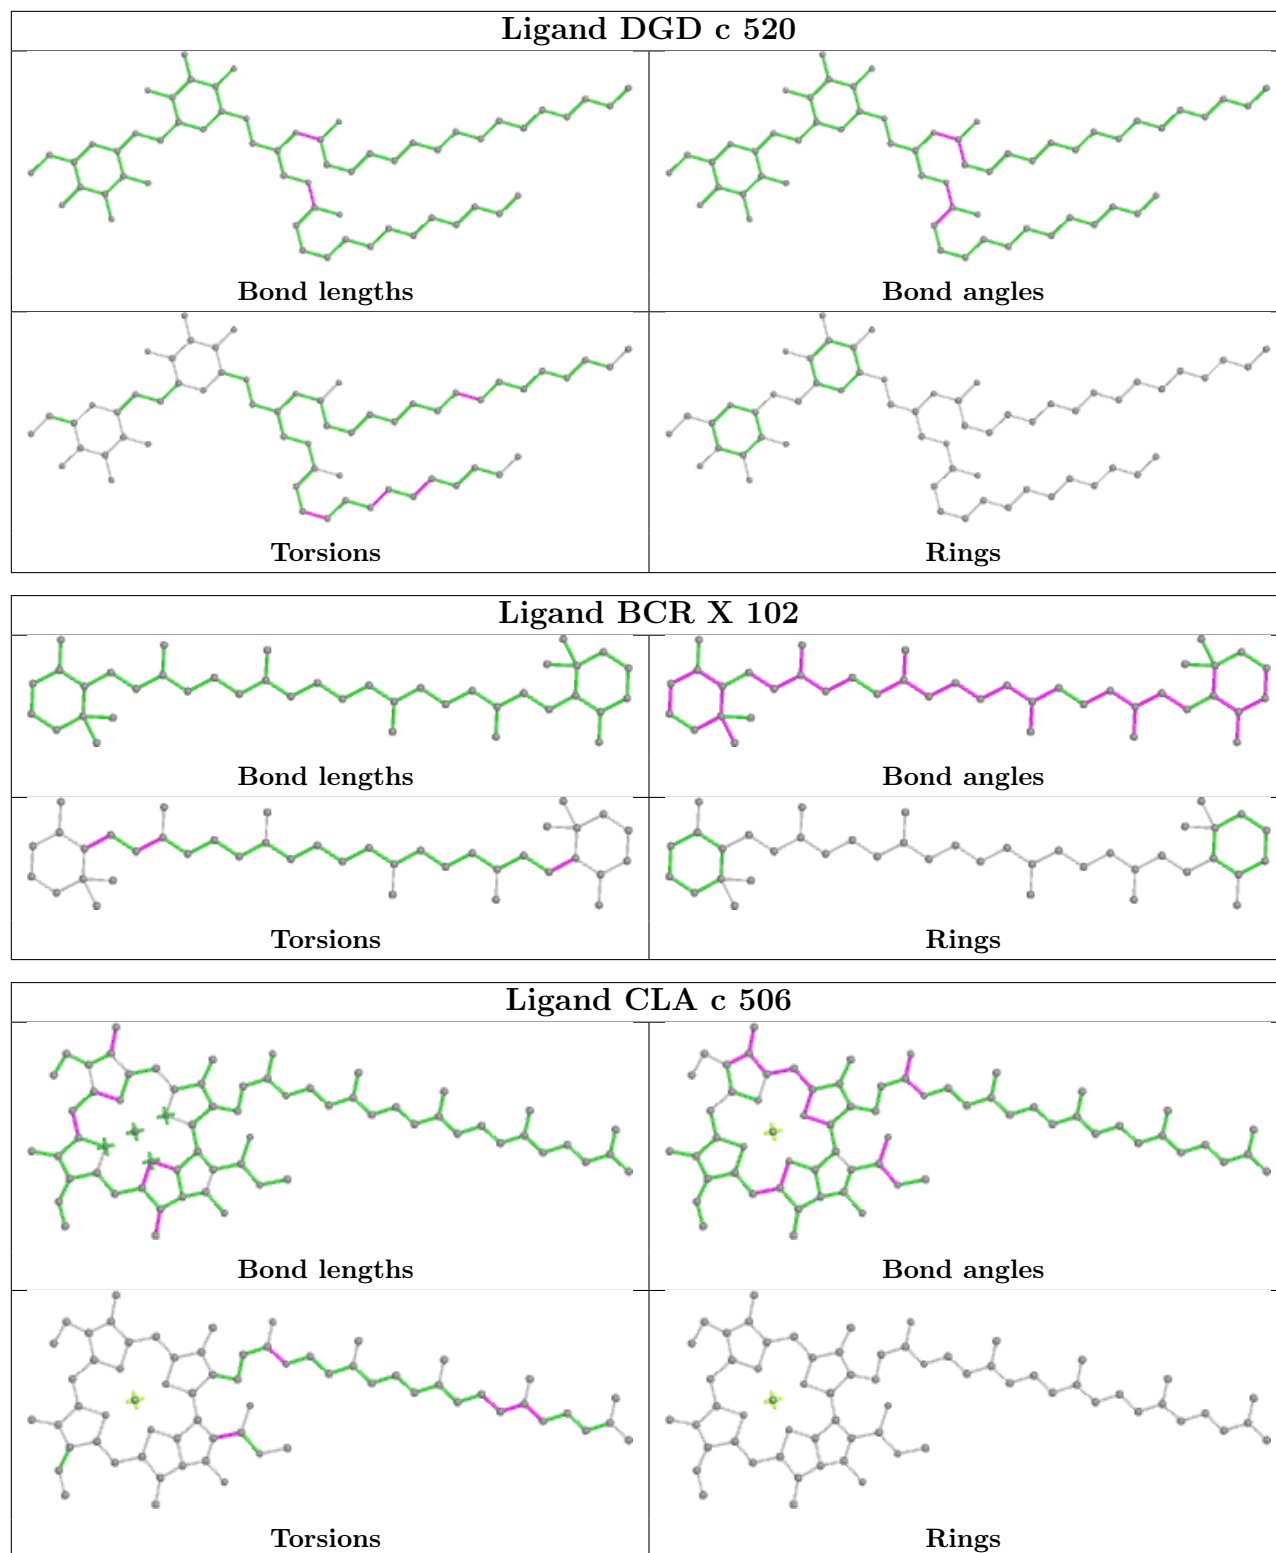 Ligand DGD c 520
Bond lengths
Bond angles
Torsions
Rings
Ligand BCR X 102
Bond lengths
Bond angles
Torsions
Rings
Ligand CLA c 506
Bond lengths
Bond angles
Torsions
Rings